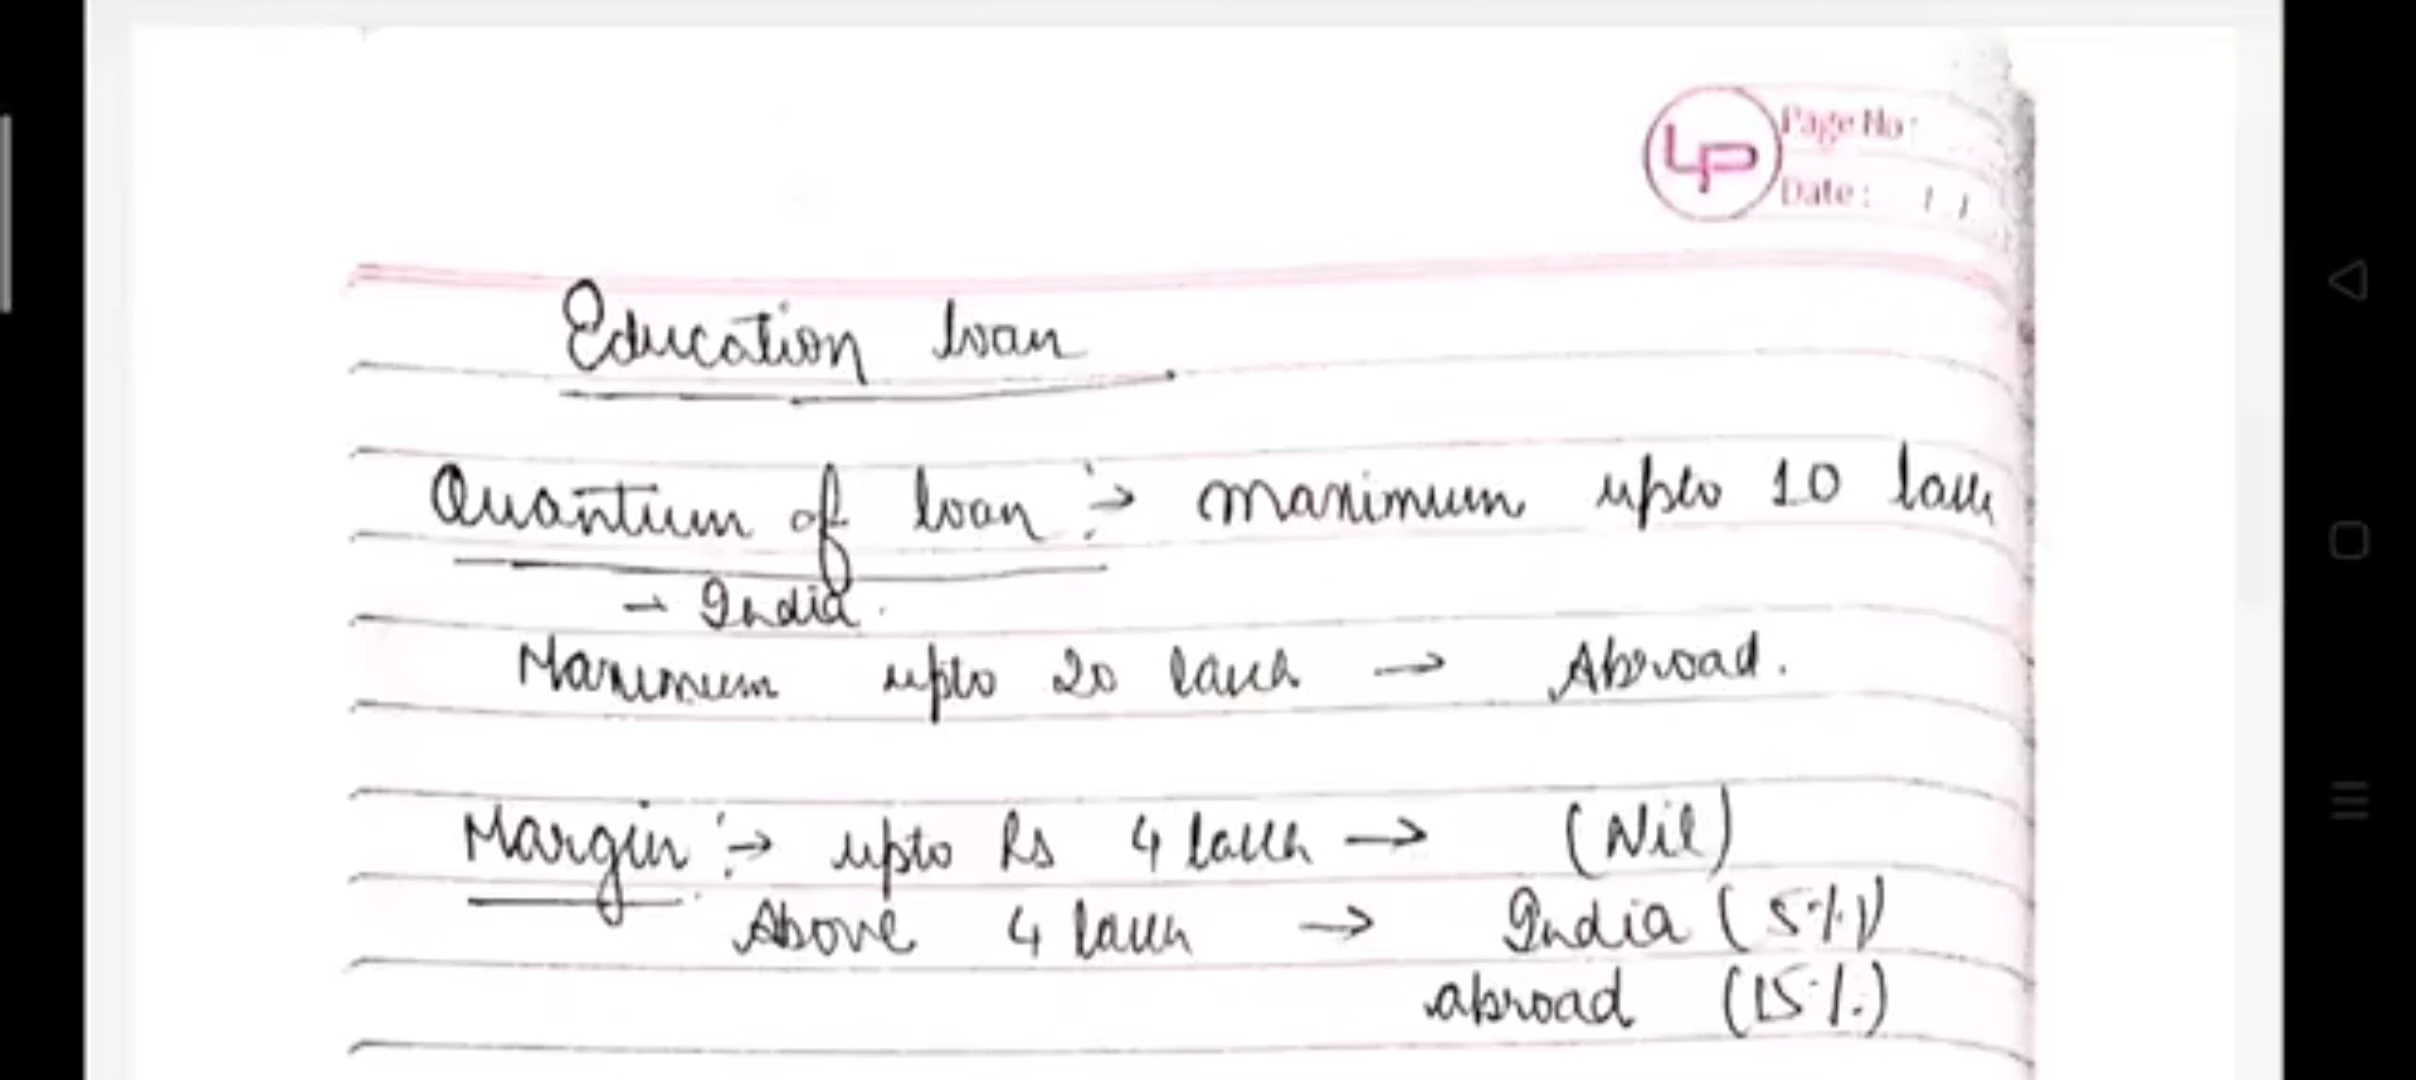 LP
Page No:
Date: / /
Education loan
Quantum of loan :→ maximum upto 10 lakh
→ India.
Maximum upto 20 lakh → Abroad.
Margin :→ upto Rs 4 lakh → (Nil)
Above 4 lakh → India (5%)
abroad (15%)